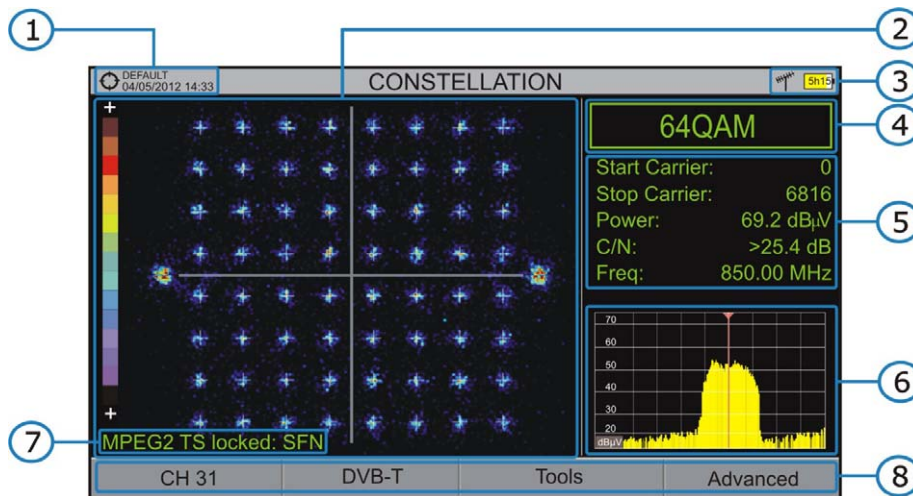 1
2
3
4
5
6
7
8
DEFAULT
04/05/2012 14:33
CONSTELLATION
5h15
+
+
64QAM
Start Carrier: 0
Stop Carrier: 6816
Power: 69.2 dBµV
C/N: >25.4 dB
Freq: 850.00 MHz
70
60
50
40
30
20
dBµV
MPEG2 TS locked: SFN
CH 31
DVB-T
Tools
Advanced